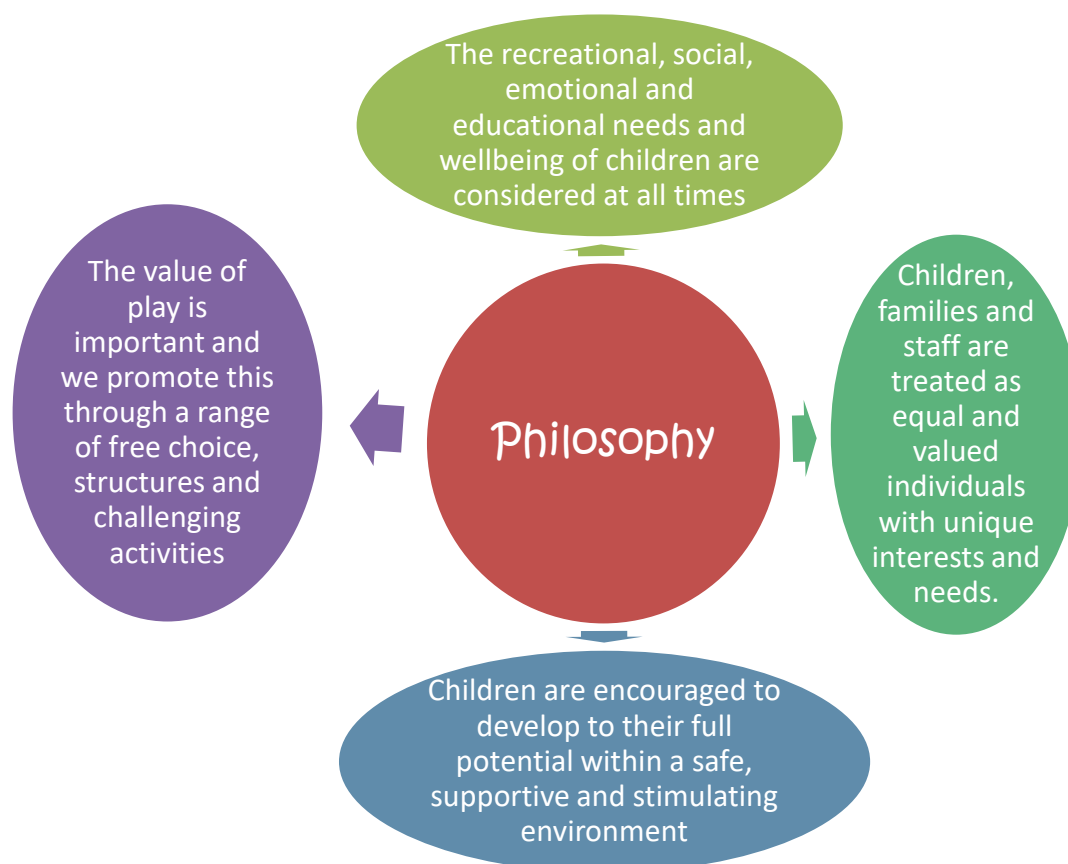 The recreational, social,
emotional and
educational needs and
wellbeing of children are
considered at all times
The value of
play is
important and
we promote this
through a range
of free choice,
structures and
challenging
activities
Philosophy
Children,
families and
staff are
treated as
equal and
valued
individuals
with unique
interests and
needs.
Children are encouraged to
develop to their full
potential within a safe,
supportive and stimulating
environment